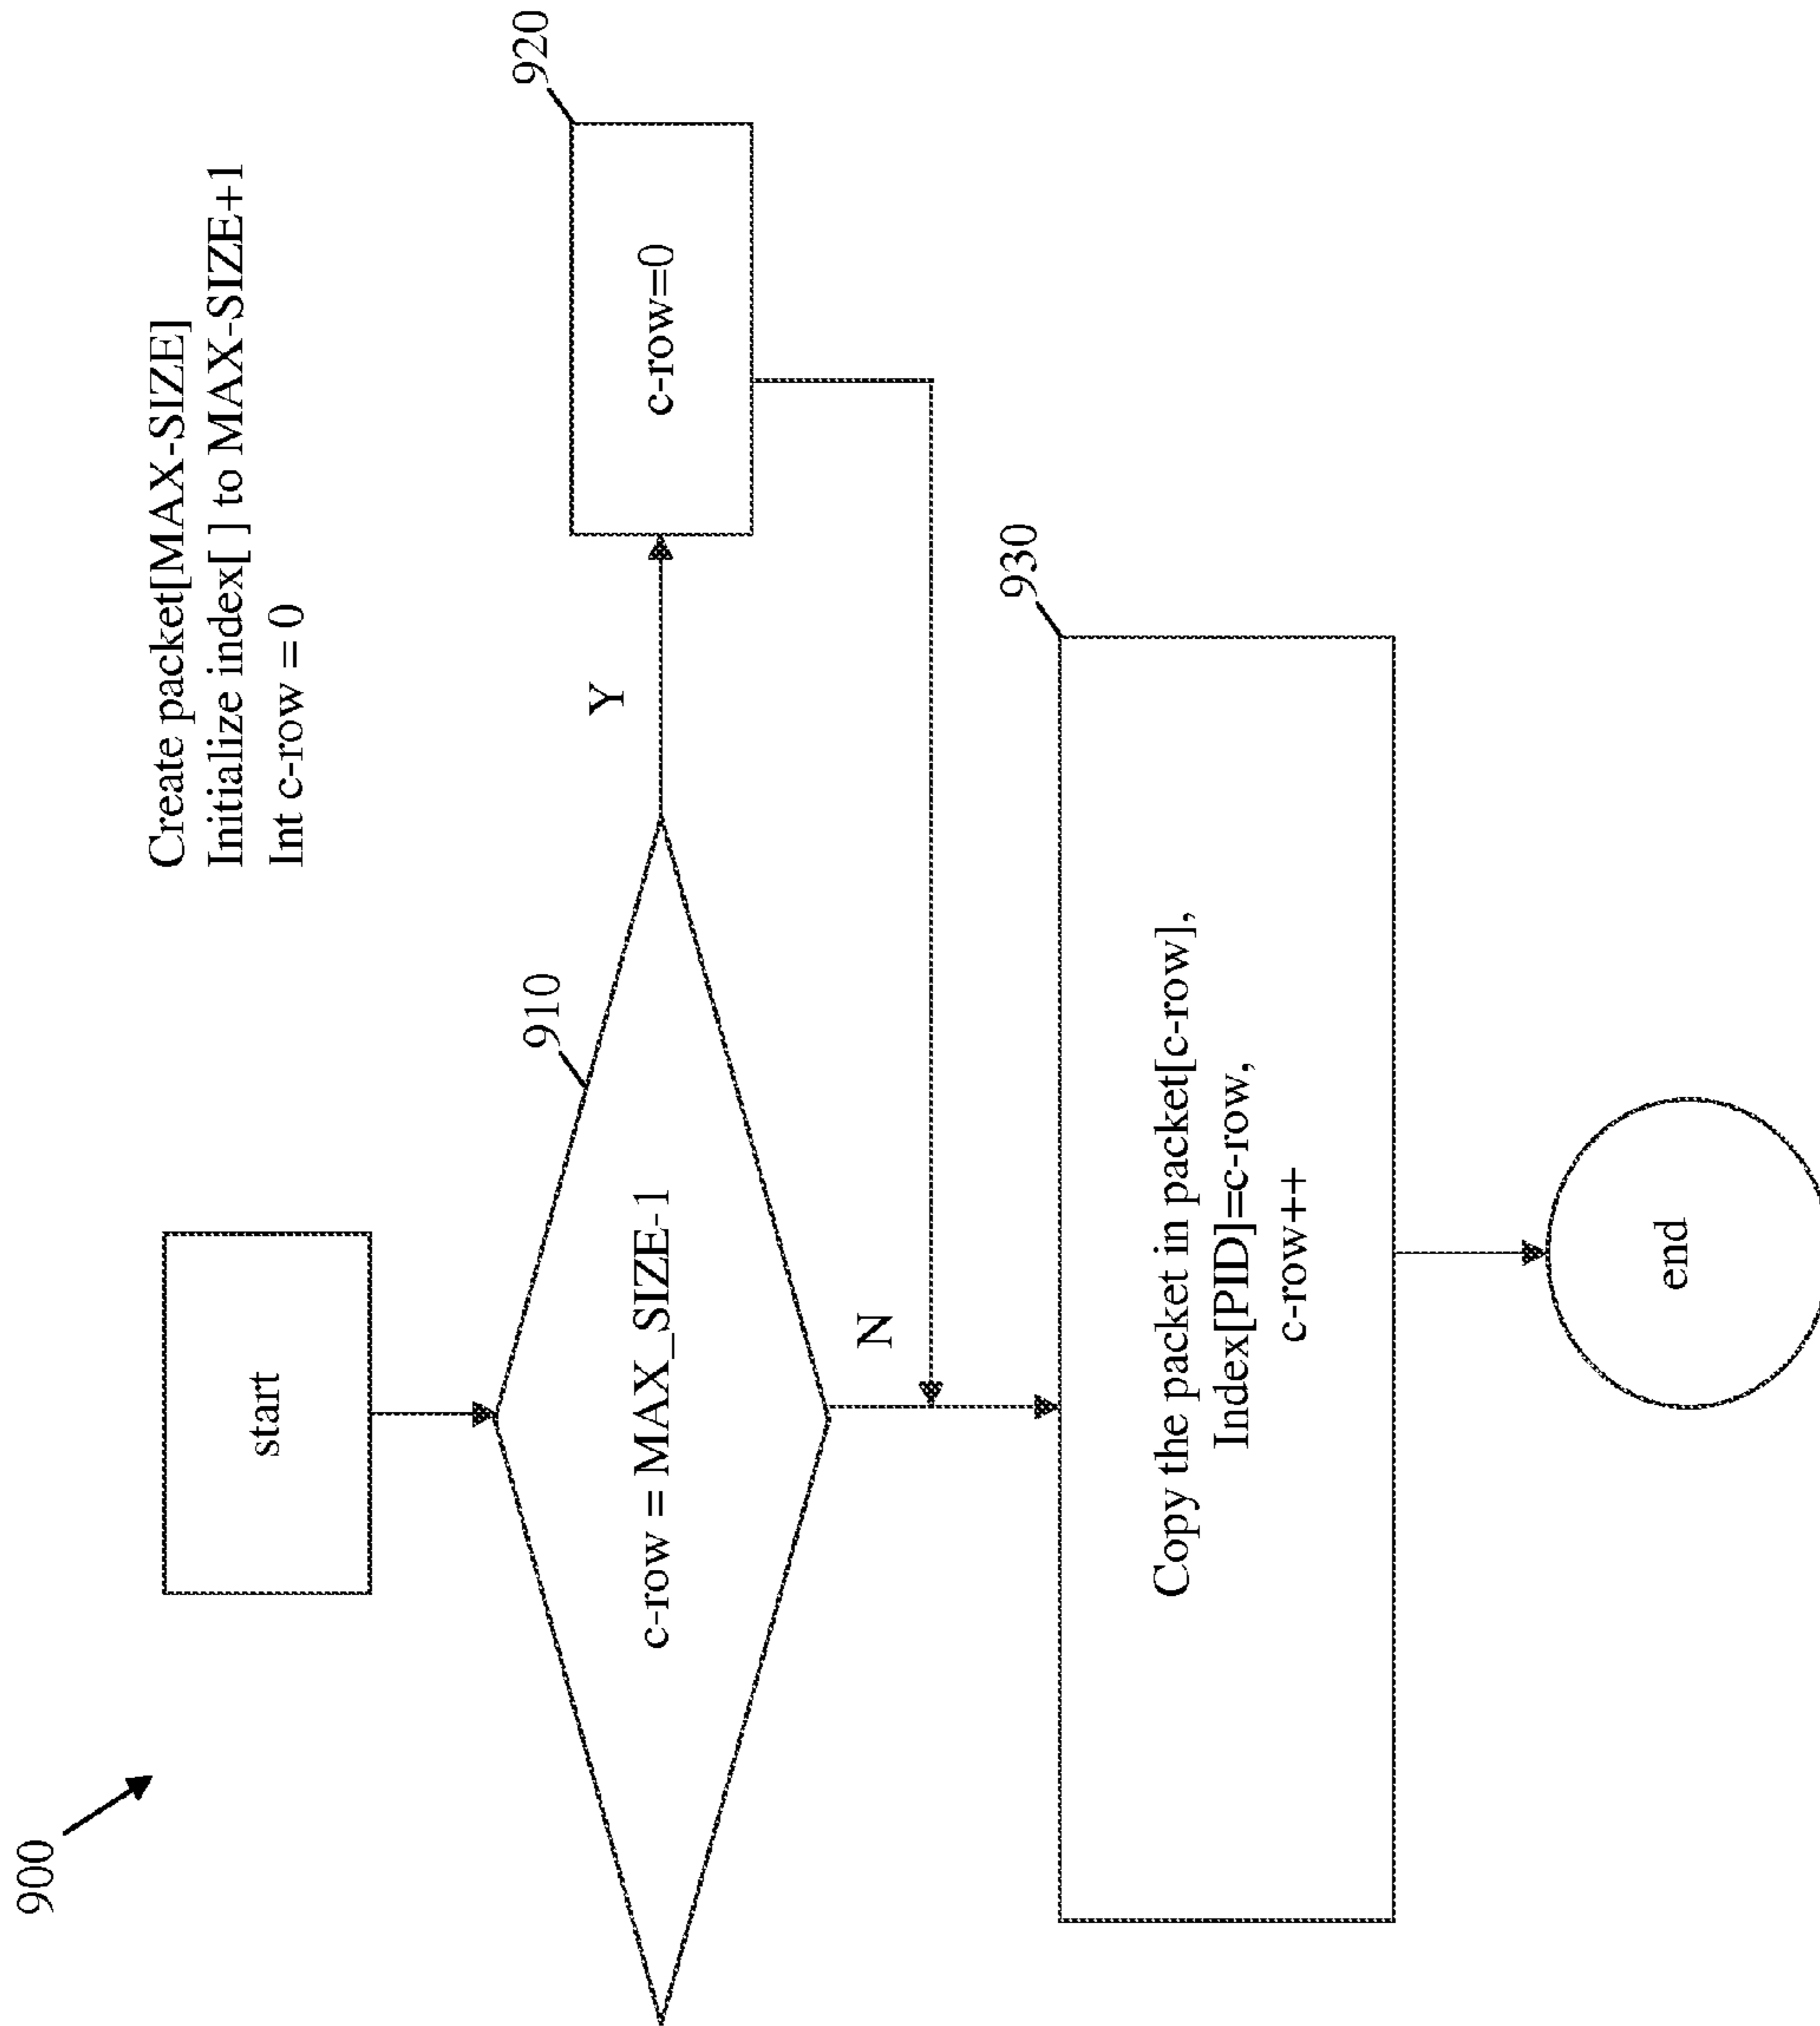 900
Create packet[MAX-SIZE]
Initialize index[ ] to MAX-SIZE+1
Int c-row = 0
start
910
c-row = MAX_SIZE-1
Y
920
c-row=0
N
930
Copy the packet in packet[c-row],
Index[PID]=c-row,
c-row++
end